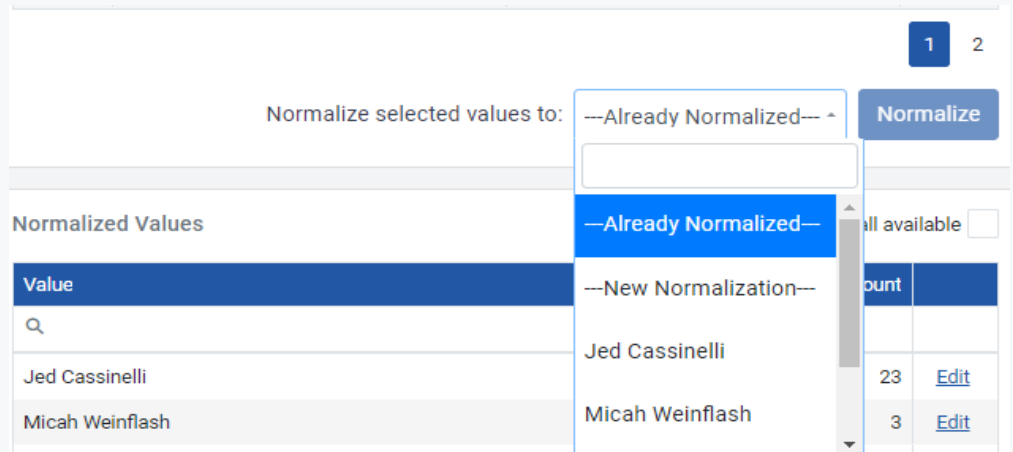 1 2
Normalize selected values to: ---Already Normalized--- Normalize
Normalized Values ---Already Normalized--- all available
Value ---New Normalization--- ount
Jed Cassinelli
Jed Cassinelli 23 Edit
Micah Weinflash Micah Weinflash 3 Edit